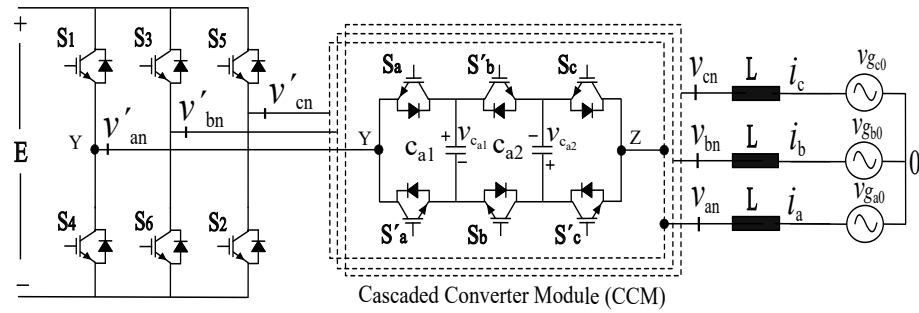 +
E
−
S1
S3
S5
S4
S6
S2
Y
v′an
v′bn
v′cn
Y
Sa
S′b
Sc
ca1
+
−
vca1
ca2
−
+
vca2
Z
S′a
Sb
S′c
Cascaded Converter Module (CCM)
vcn
L
ic
vgc0
vbn
L
ib
vgb0
van
L
ia
vga0
0